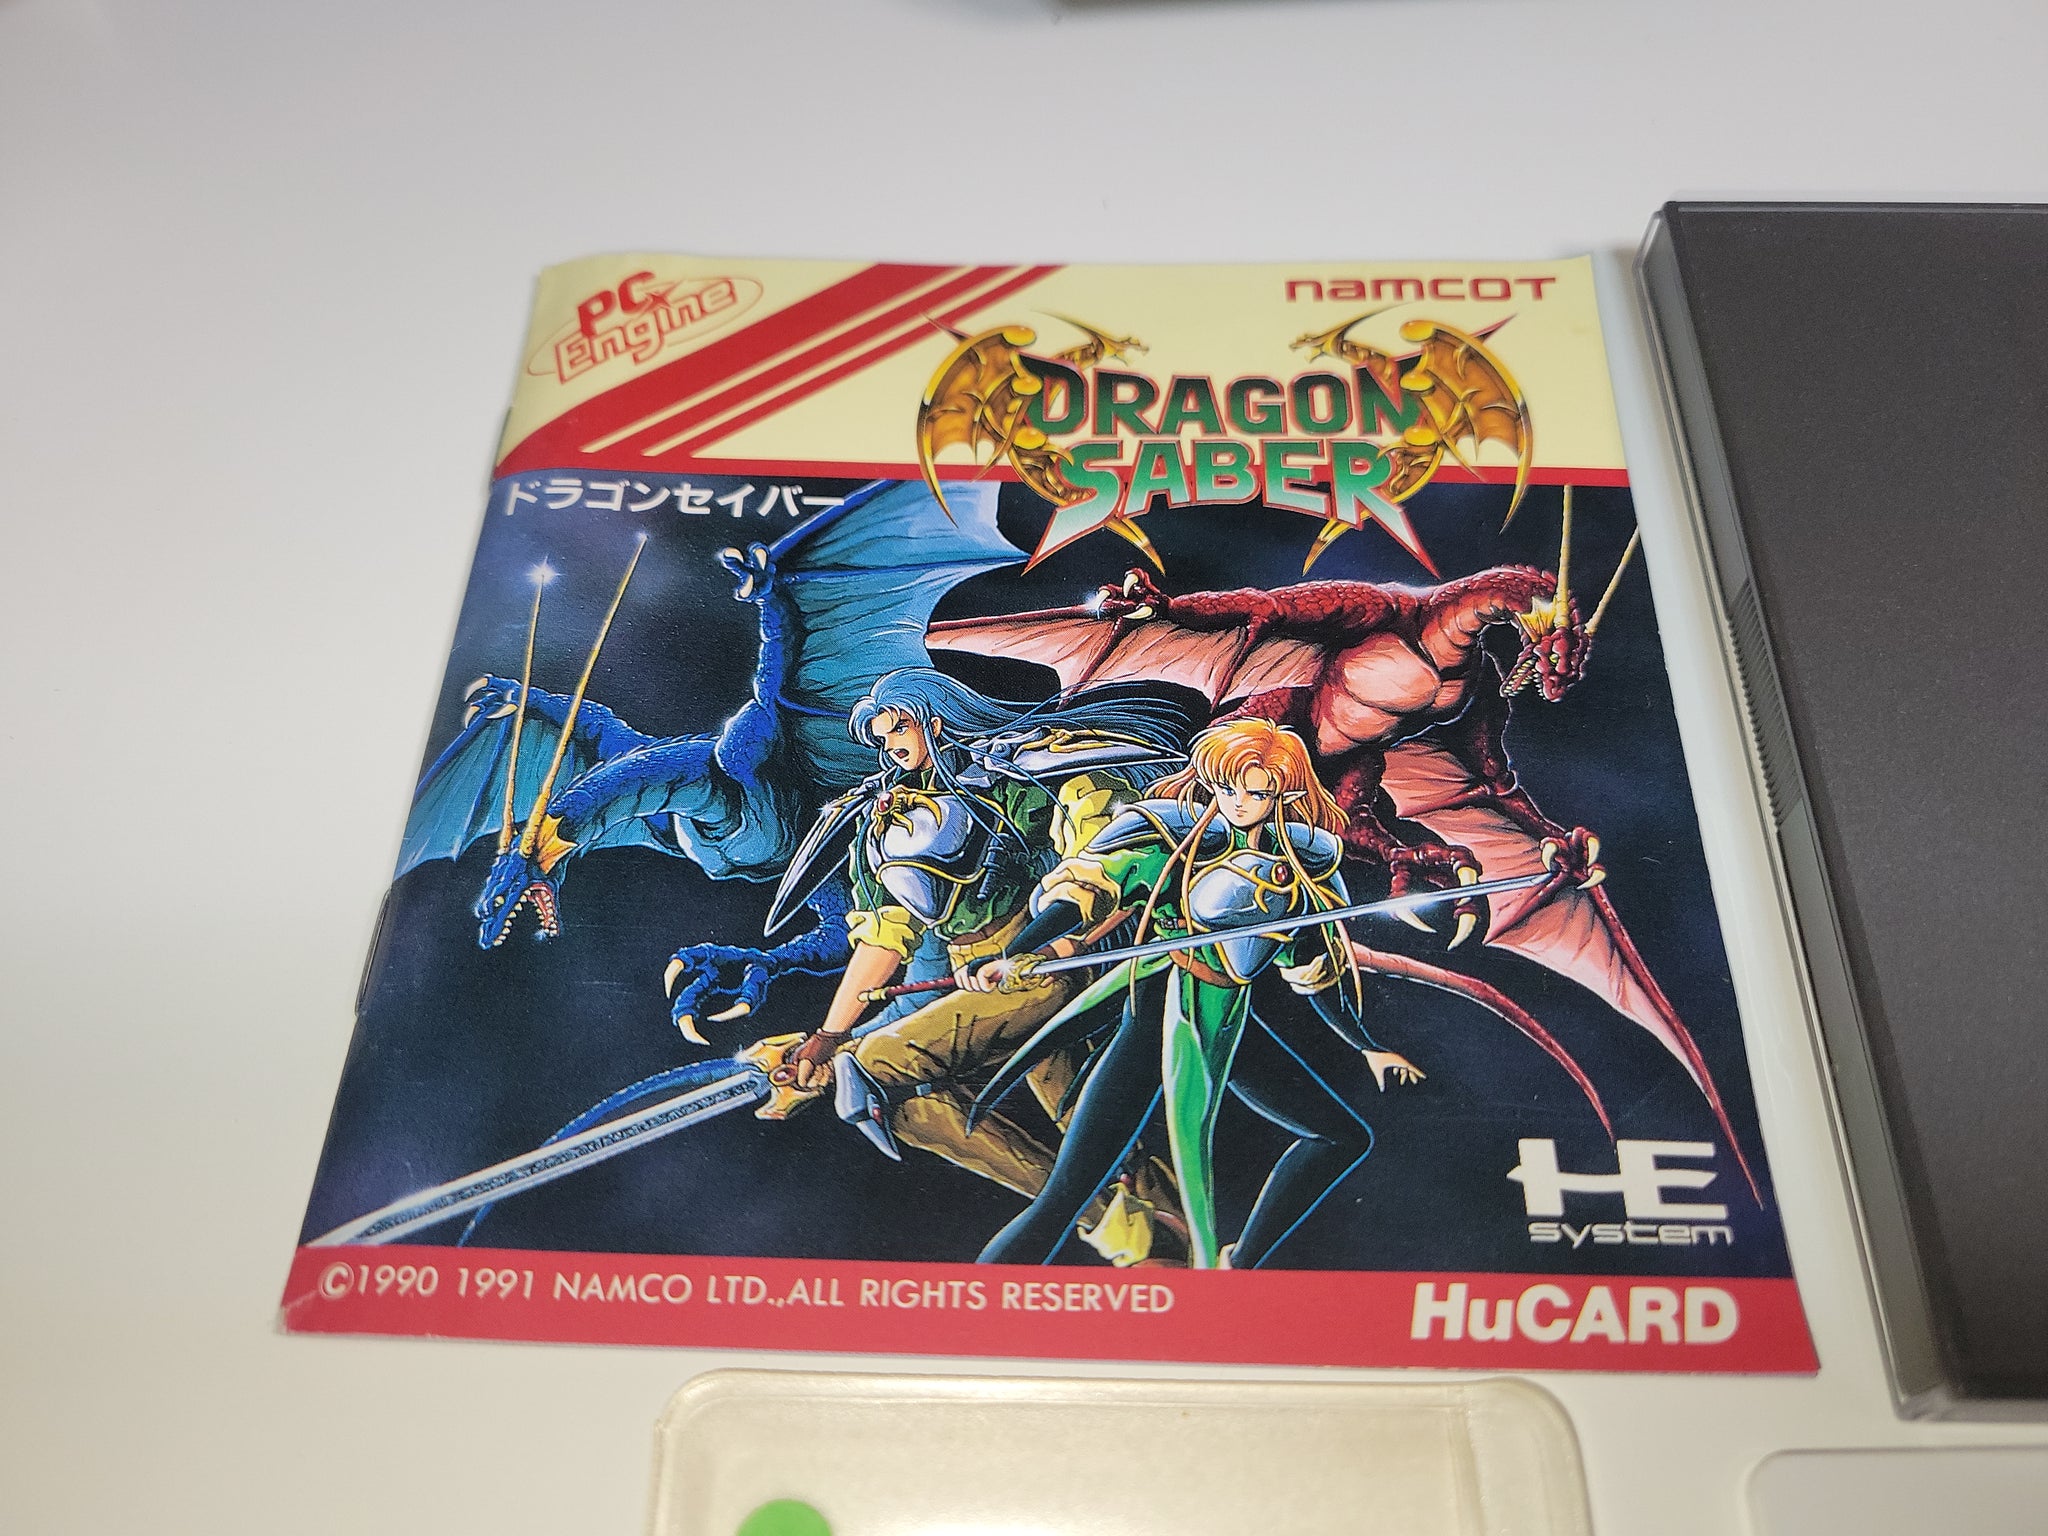 PC Engine
namcot
DRAGON
SABER
ドラゴンセイバー
HE
system
©1990 1991 NAMCO LTD.,ALL RIGHTS RESERVED
HuCARD